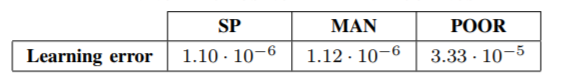 SP MAN POOR
Learning error 1.10 · 10⁻⁶ 1.12 · 10⁻⁶ 3.33 · 10⁻⁵